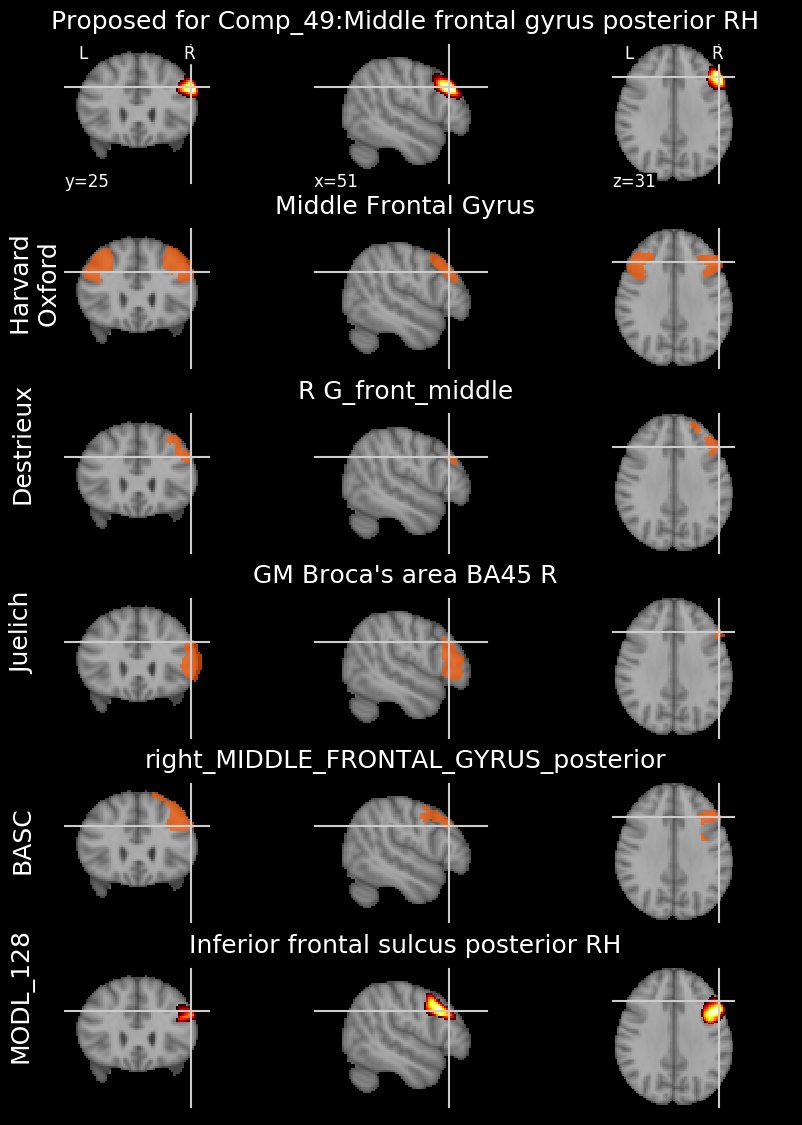 Proposed for Comp_49:Middle frontal gyrus posterior RH
L R L R
y=25 x=51 z=31
Middle Frontal Gyrus
Harvard
Oxford
R G_front_middle
Destrieux
GM Broca's area BA45 R
Juelich
right_MIDDLE_FRONTAL_GYRUS_posterior
BASC
Inferior frontal sulcus posterior RH
MODL_128